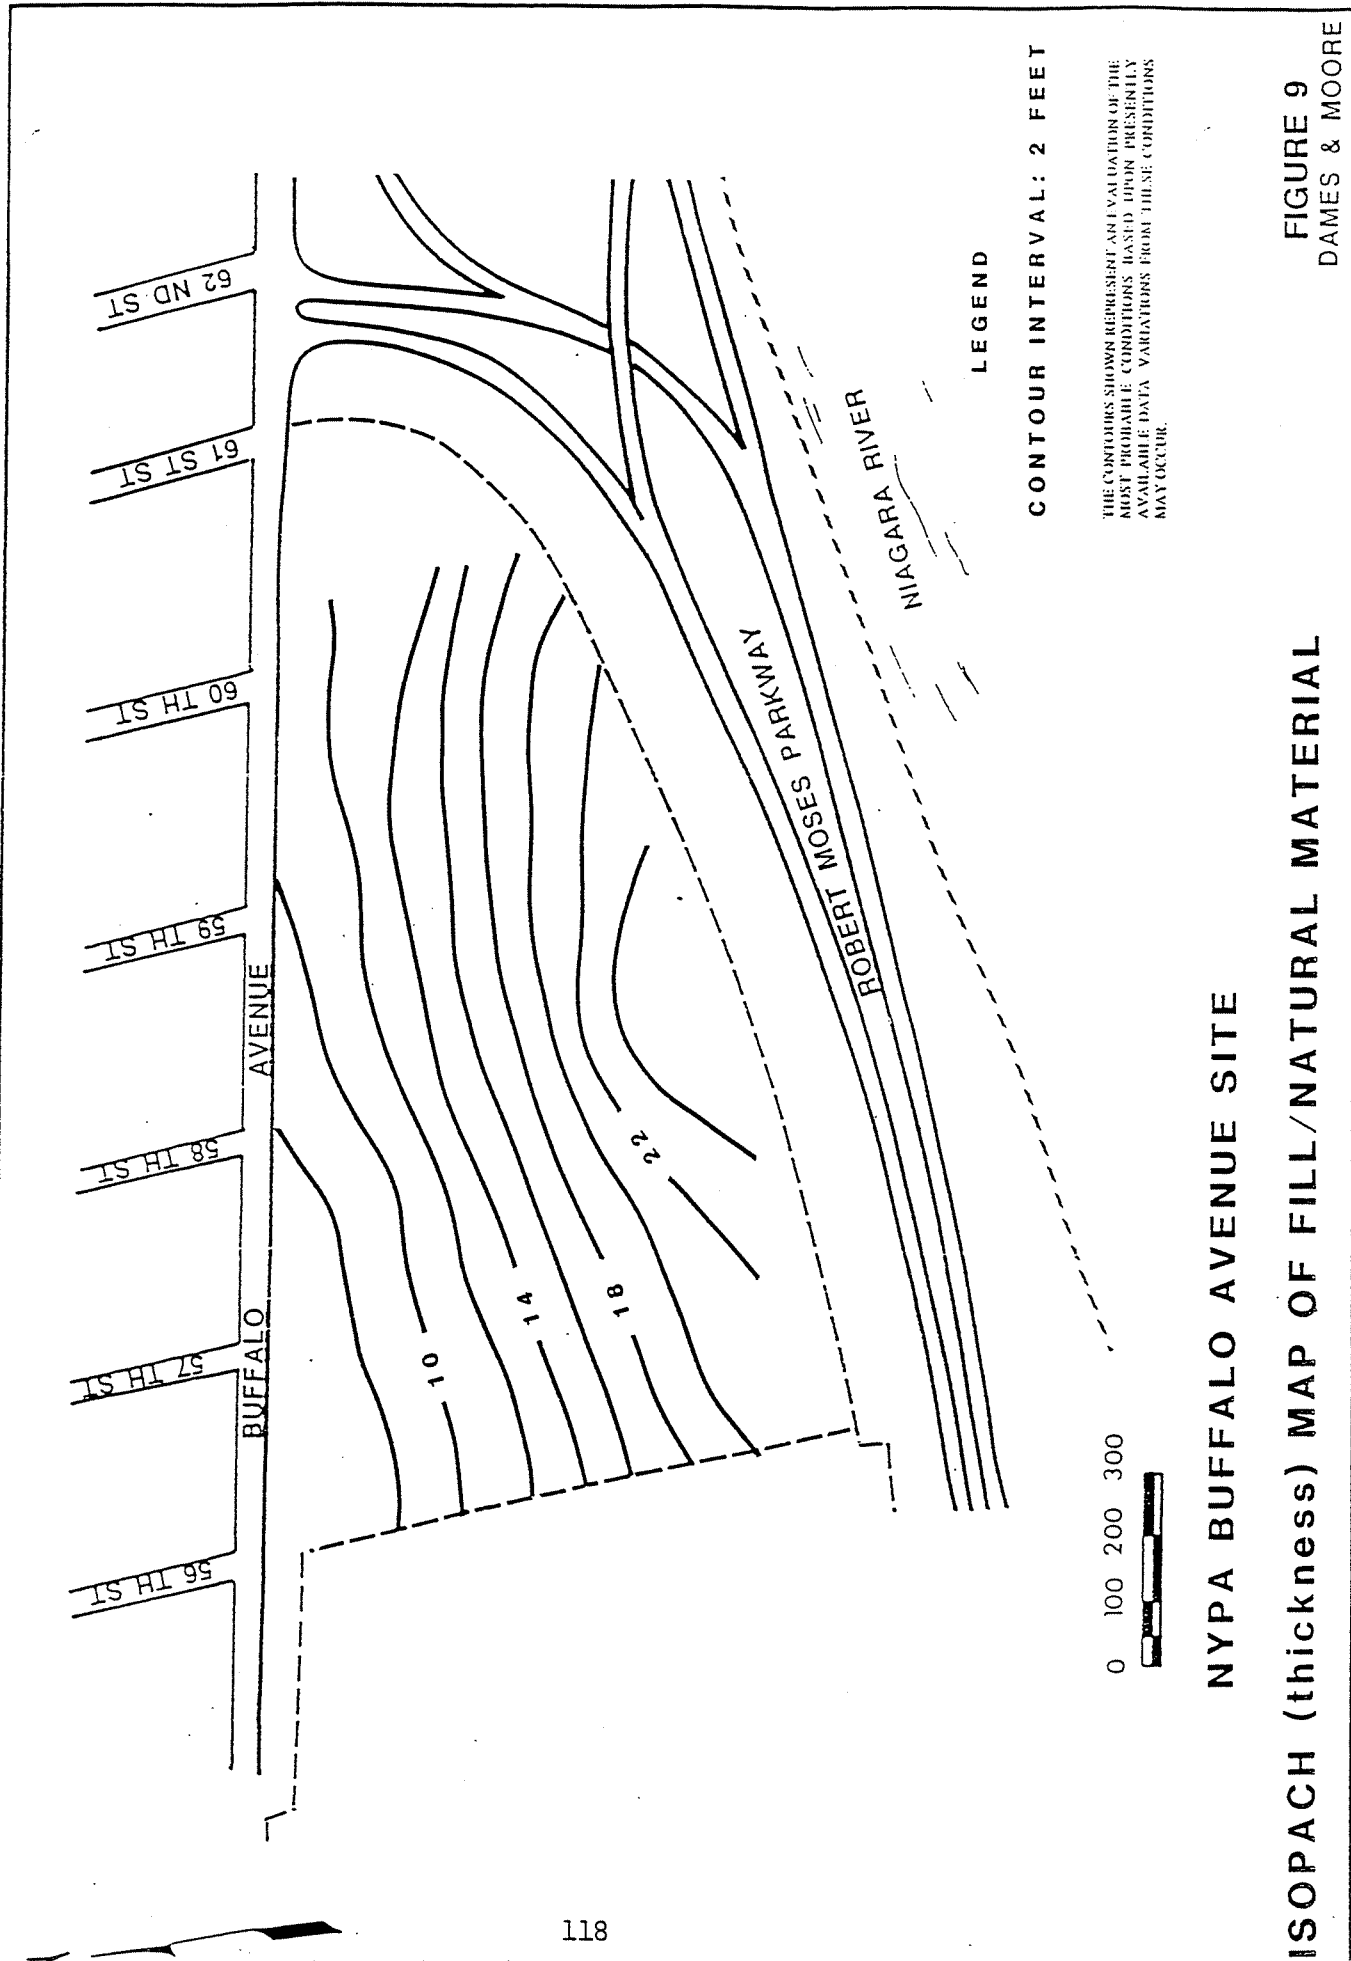 56 TH ST
57 TH ST
58 TH ST
59 TH ST
60 TH ST
61 ST ST
62 ND ST
BUFFALO
AVENUE
10
14
18
22
ROBERT MOSES PARKWAY
NIAGARA RIVER
LEGEND
CONTOUR INTERVAL: 2 FEET
THE CONTOURS SHOWN REPRESENT AN EVALUATION OF THE
MOST PROBABLE CONDITIONS BASED UPON PRESENTLY
AVAILABLE DATA. VARIATIONS FROM THESE CONDITIONS
MAY OCCUR.
0 100 200 300
NYPA BUFFALO AVENUE SITE
ISOPACH (thickness) MAP OF FILL/NATURAL MATERIAL
FIGURE 9
DAMES & MOORE
118